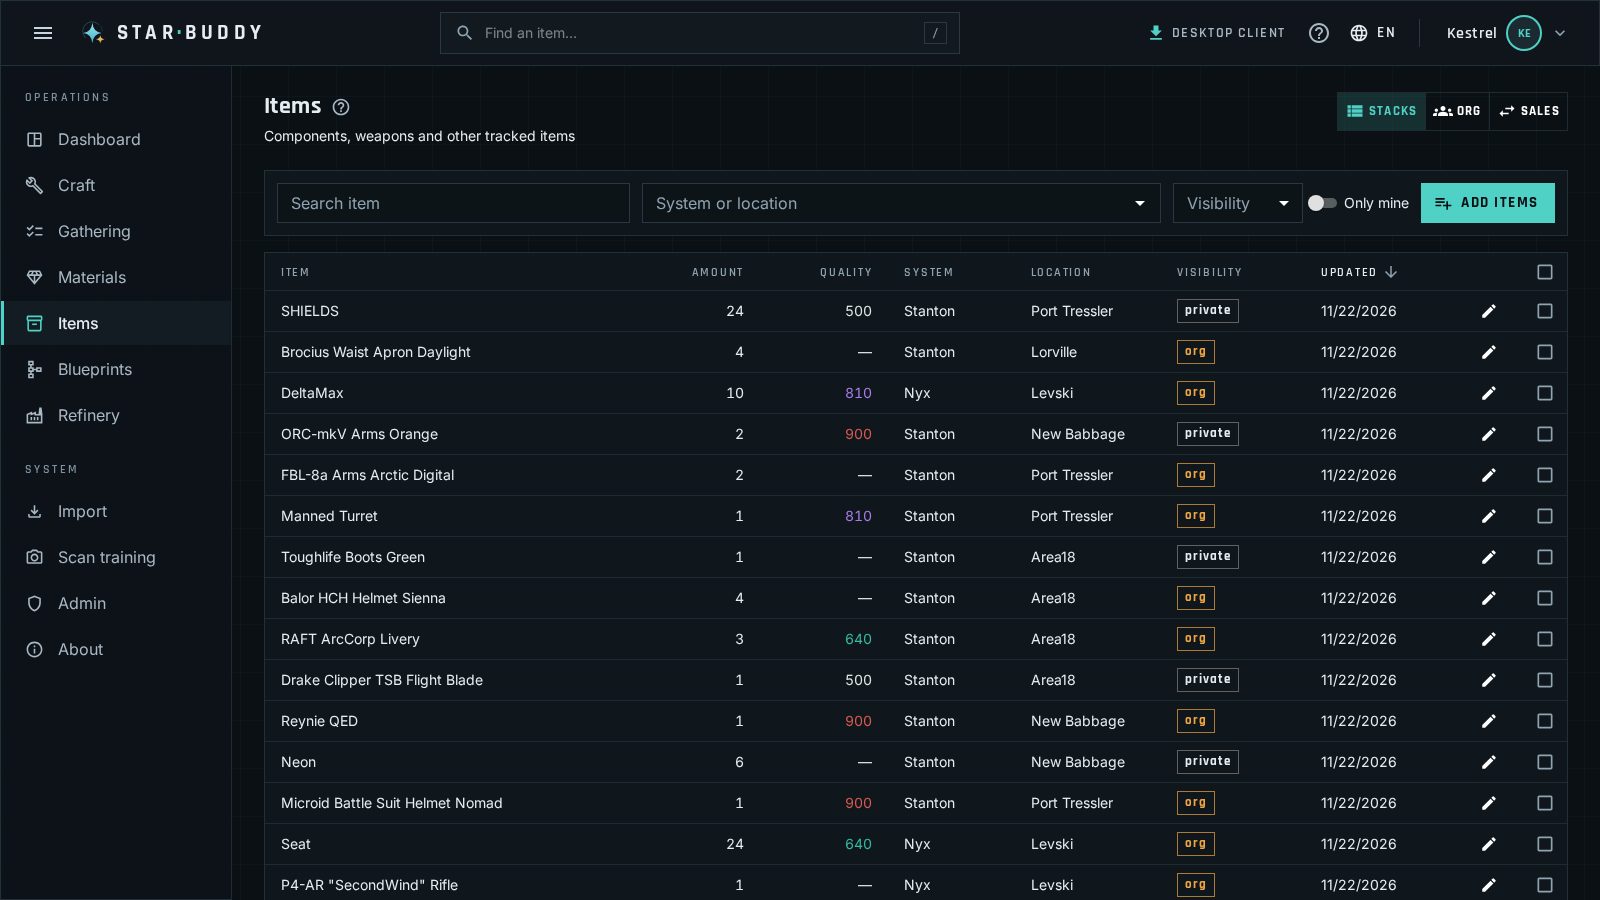 STAR·BUDDY
Find an item...
/
DESKTOP CLIENT
EN
Kestrel
KE
OPERATIONS
Dashboard
Craft
Gathering
Materials
Items
Blueprints
Refinery
SYSTEM
Import
Scan training
Admin
About
Items
Components, weapons and other tracked items
STACKS
ORG
SALES
Search item
System or location
Visibility
Only mine
ADD ITEMS
ITEM AMOUNT QUALITY SYSTEM LOCATION VISIBILITY UPDATED
SHIELDS 24 500 Stanton Port Tressler private 11/22/2026
Brocius Waist Apron Daylight 4 — Stanton Lorville org 11/22/2026
DeltaMax 10 810 Nyx Levski org 11/22/2026
ORC-mkV Arms Orange 2 900 Stanton New Babbage private 11/22/2026
FBL-8a Arms Arctic Digital 2 — Stanton Port Tressler org 11/22/2026
Manned Turret 1 810 Stanton Port Tressler org 11/22/2026
Toughlife Boots Green 1 — Stanton Area18 private 11/22/2026
Balor HCH Helmet Sienna 4 — Stanton Area18 org 11/22/2026
RAFT ArcCorp Livery 3 640 Stanton Area18 org 11/22/2026
Drake Clipper TSB Flight Blade 1 500 Stanton Area18 private 11/22/2026
Reynie QED 1 900 Stanton New Babbage org 11/22/2026
Neon 6 — Stanton New Babbage private 11/22/2026
Microid Battle Suit Helmet Nomad 1 900 Stanton Port Tressler org 11/22/2026
Seat 24 640 Nyx Levski org 11/22/2026
P4-AR "SecondWind" Rifle 1 — Nyx Levski org 11/22/2026